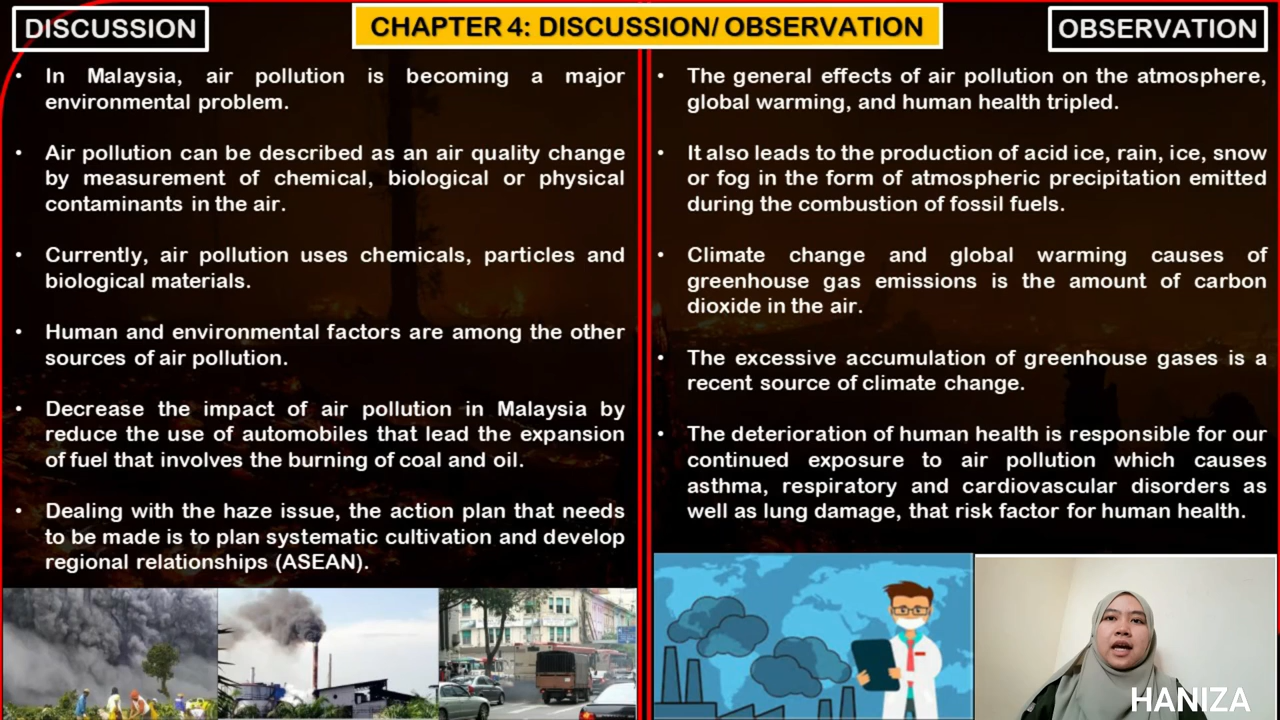 DISCUSSION
CHAPTER 4: DISCUSSION/ OBSERVATION
OBSERVATION
• In Malaysia, air pollution is becoming a major
environmental problem.
• Air pollution can be described as an air quality change
by measurement of chemical, biological or physical
contaminants in the air.
• Currently, air pollution uses chemicals, particles and
biological materials.
• Human and environmental factors are among the other
sources of air pollution.
• Decrease the impact of air pollution in Malaysia by
reduce the use of automobiles that lead the expansion
of fuel that involves the burning of coal and oil.
• Dealing with the haze issue, the action plan that needs
to be made is to plan systematic cultivation and develop
regional relationships (ASEAN).
• The general effects of air pollution on the atmosphere,
global warming, and human health tripled.
• It also leads to the production of acid ice, rain, ice, snow
or fog in the form of atmospheric precipitation emitted
during the combustion of fossil fuels.
• Climate change and global warming causes of
greenhouse gas emissions is the amount of carbon
dioxide in the air.
• The excessive accumulation of greenhouse gases is a
recent source of climate change.
• The deterioration of human health is responsible for our
continued exposure to air pollution which causes
asthma, respiratory and cardiovascular disorders as
well as lung damage, that risk factor for human health.
HANIZA